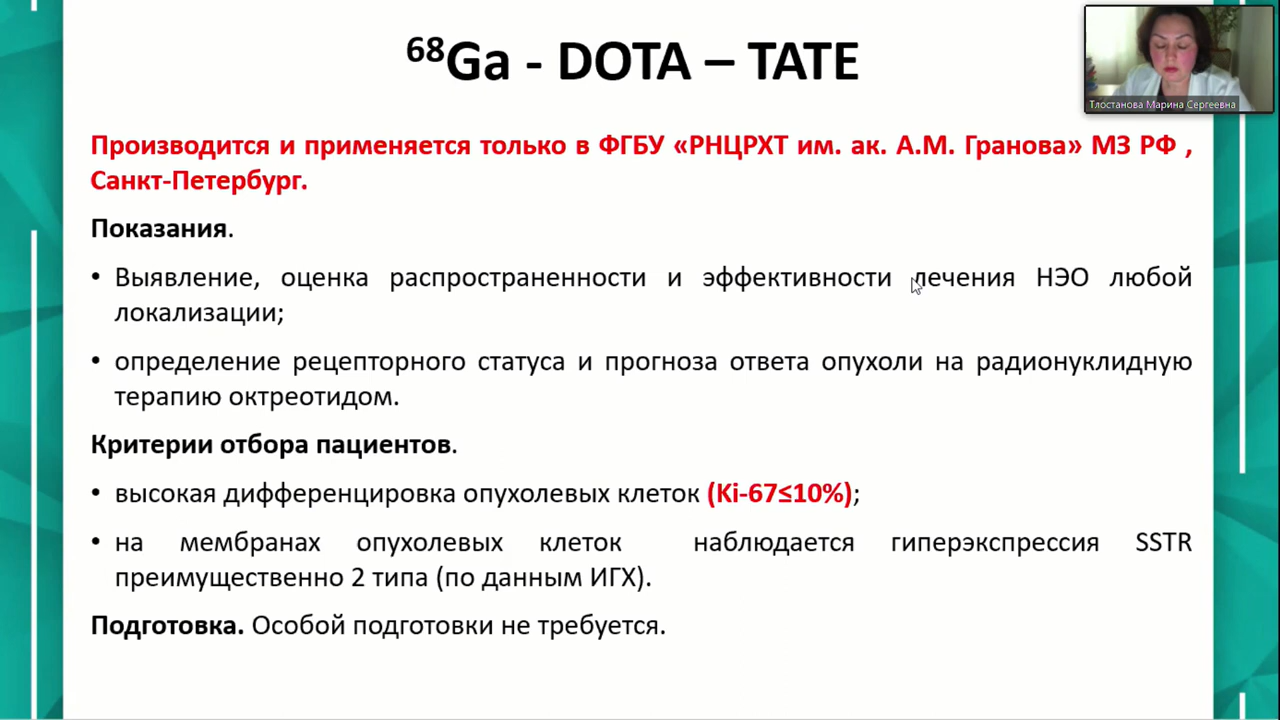 ⁶⁸Ga - DOTA – TATE
Тлостанова Марина Сергеевна
Производится и применяется только в ФГБУ «РНЦРХТ им. ак. А.М. Гранова» МЗ РФ ,
Санкт-Петербург.
Показания.
• Выявление, оценка распространенности и эффективности лечения НЭО любой
локализации;
• определение рецепторного статуса и прогноза ответа опухоли на радионуклидную
терапию октреотидом.
Критерии отбора пациентов.
• высокая дифференцировка опухолевых клеток (Ki-67≤10%);
• на мембранах опухолевых клеток наблюдается гиперэкспрессия SSTR
преимущественно 2 типа (по данным ИГХ).
Подготовка. Особой подготовки не требуется.